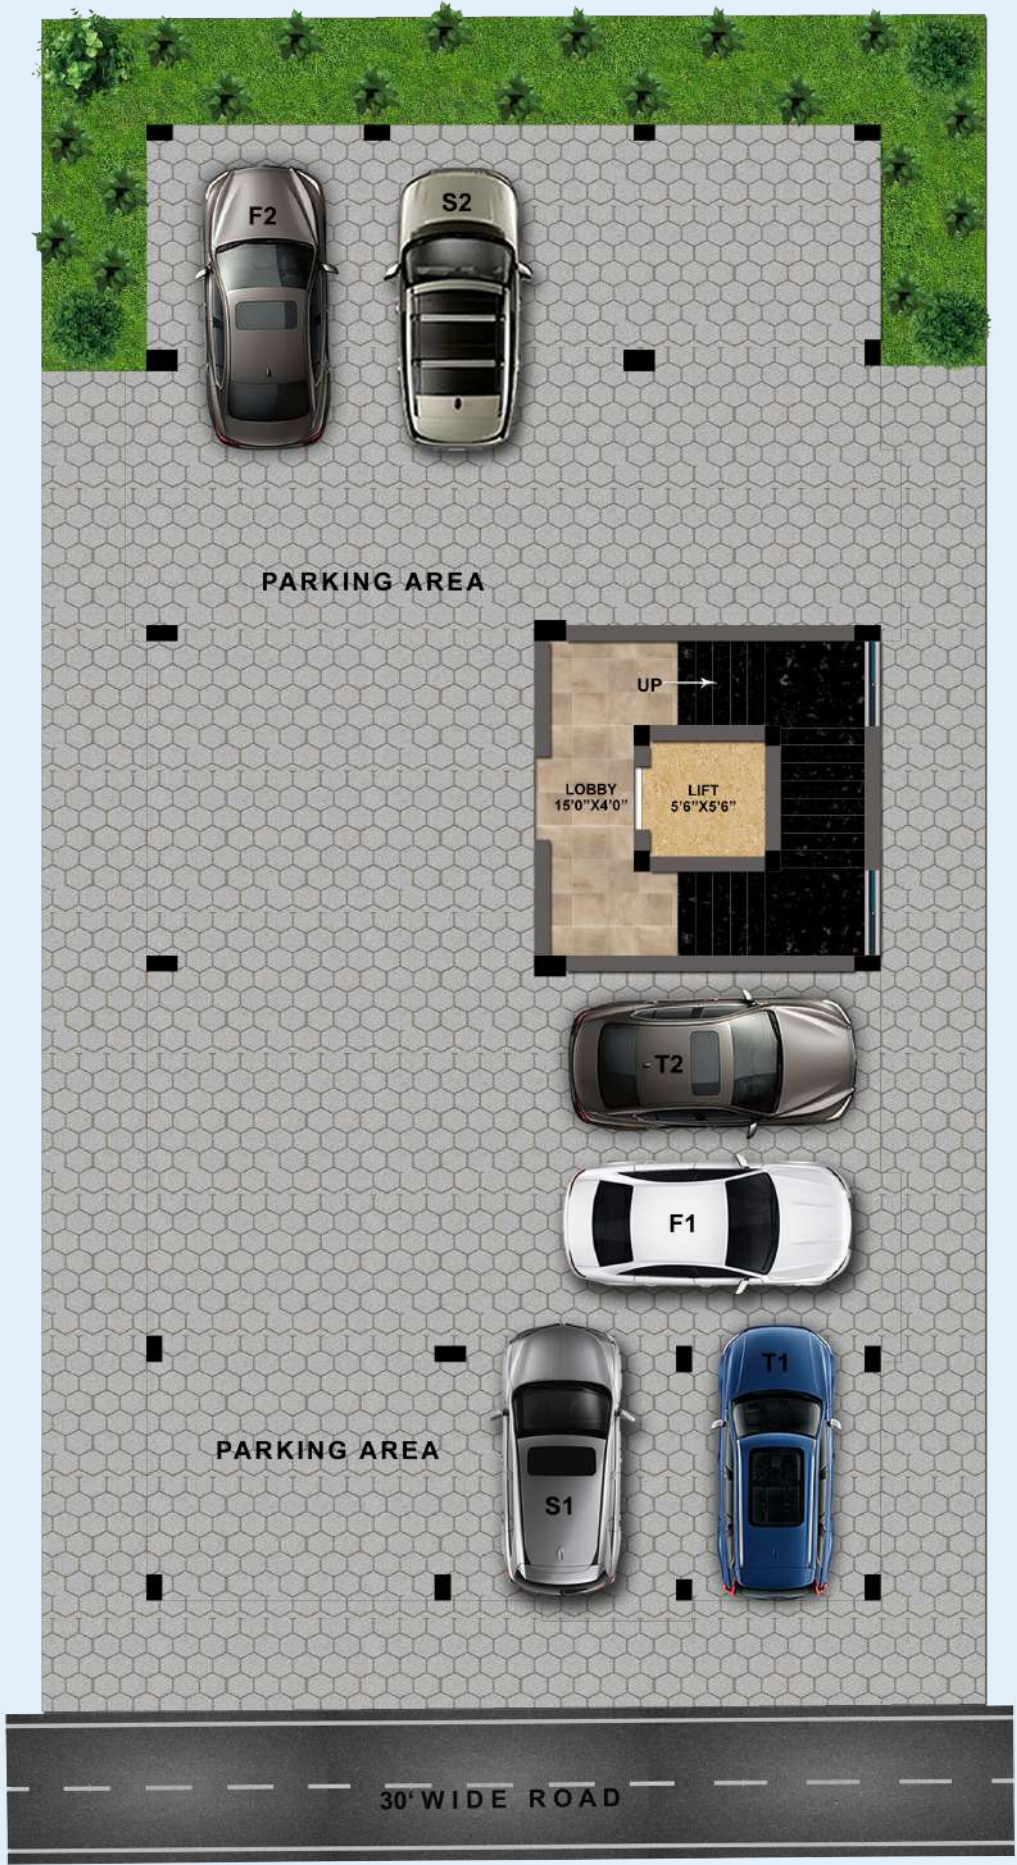 F2
S2
PARKING AREA
UP
LOBBY
15'0"X4'0"
LIFT
5'6"X5'6"
T2
F1
T1
PARKING AREA
S1
30‘ WIDE ROAD